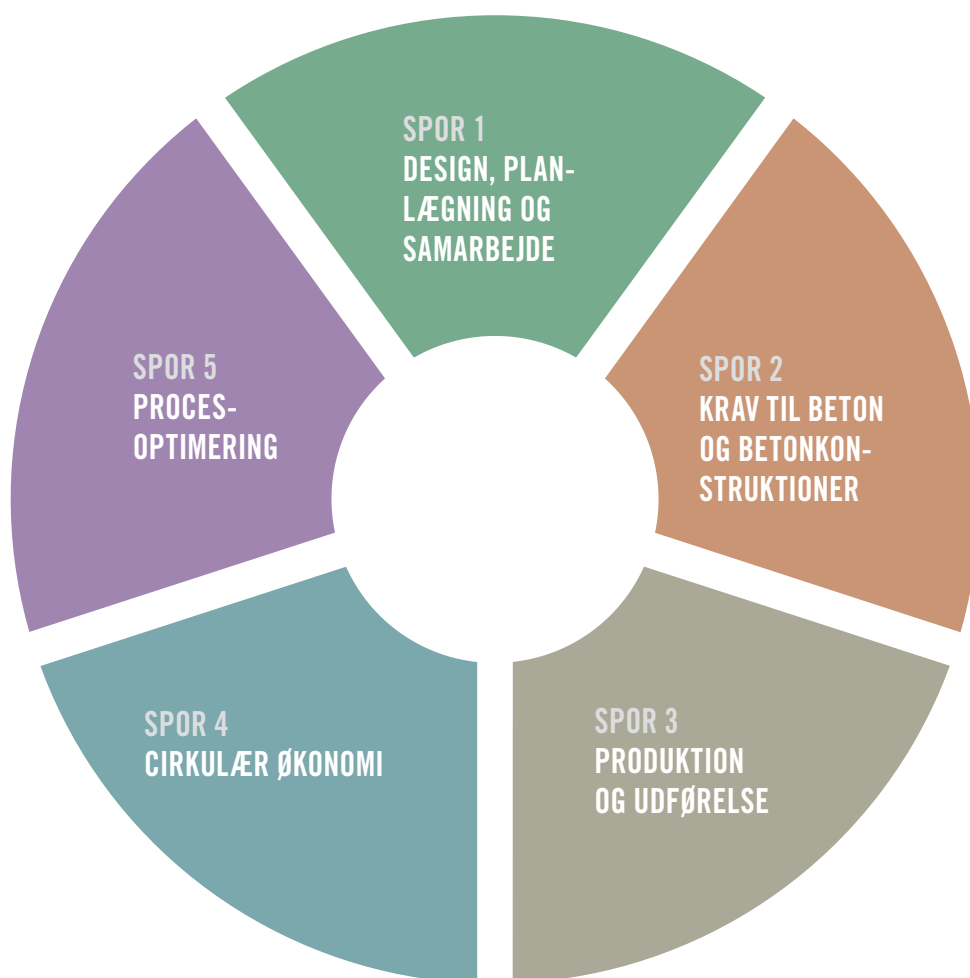 SPOR 1
DESIGN, PLAN-
LÆGNING OG
SAMARBEJDE
SPOR 2
KRAV TIL BETON
OG BETONKON-
STRUKTIONER
SPOR 3
PRODUKTION
OG UDFØRELSE
SPOR 4
CIRKULÆR ØKONOMI
SPOR 5
PROCES-
OPTIMERING